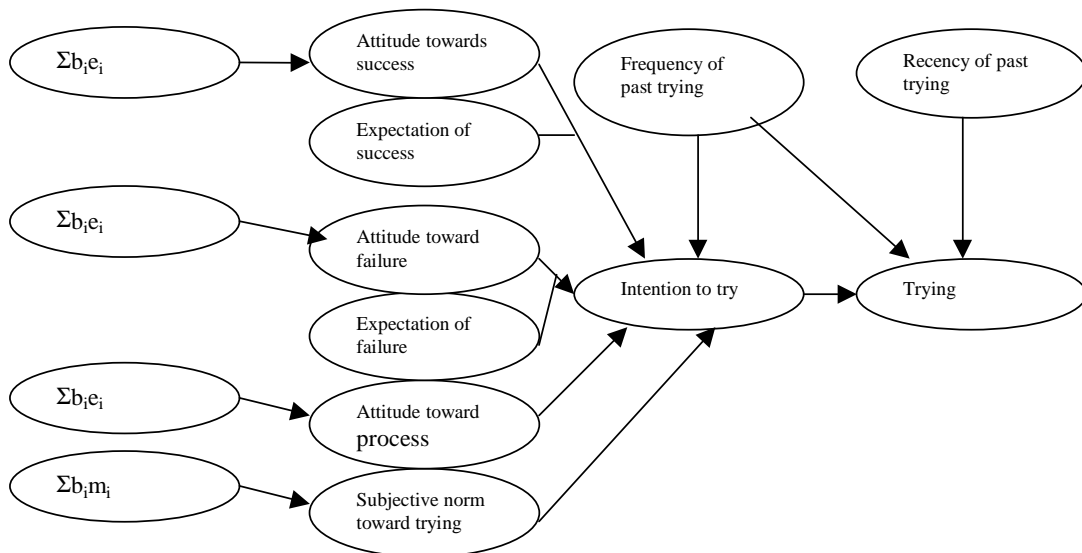 Σbᵢeᵢ
Attitude towards
success
Frequency of
past trying
Recency of past
trying
Expectation of
success
Σbᵢeᵢ
Attitude toward
failure
Intention to try
Trying
Expectation of
failure
Σbᵢeᵢ
Attitude toward
process
Σbᵢmᵢ
Subjective norm
toward trying